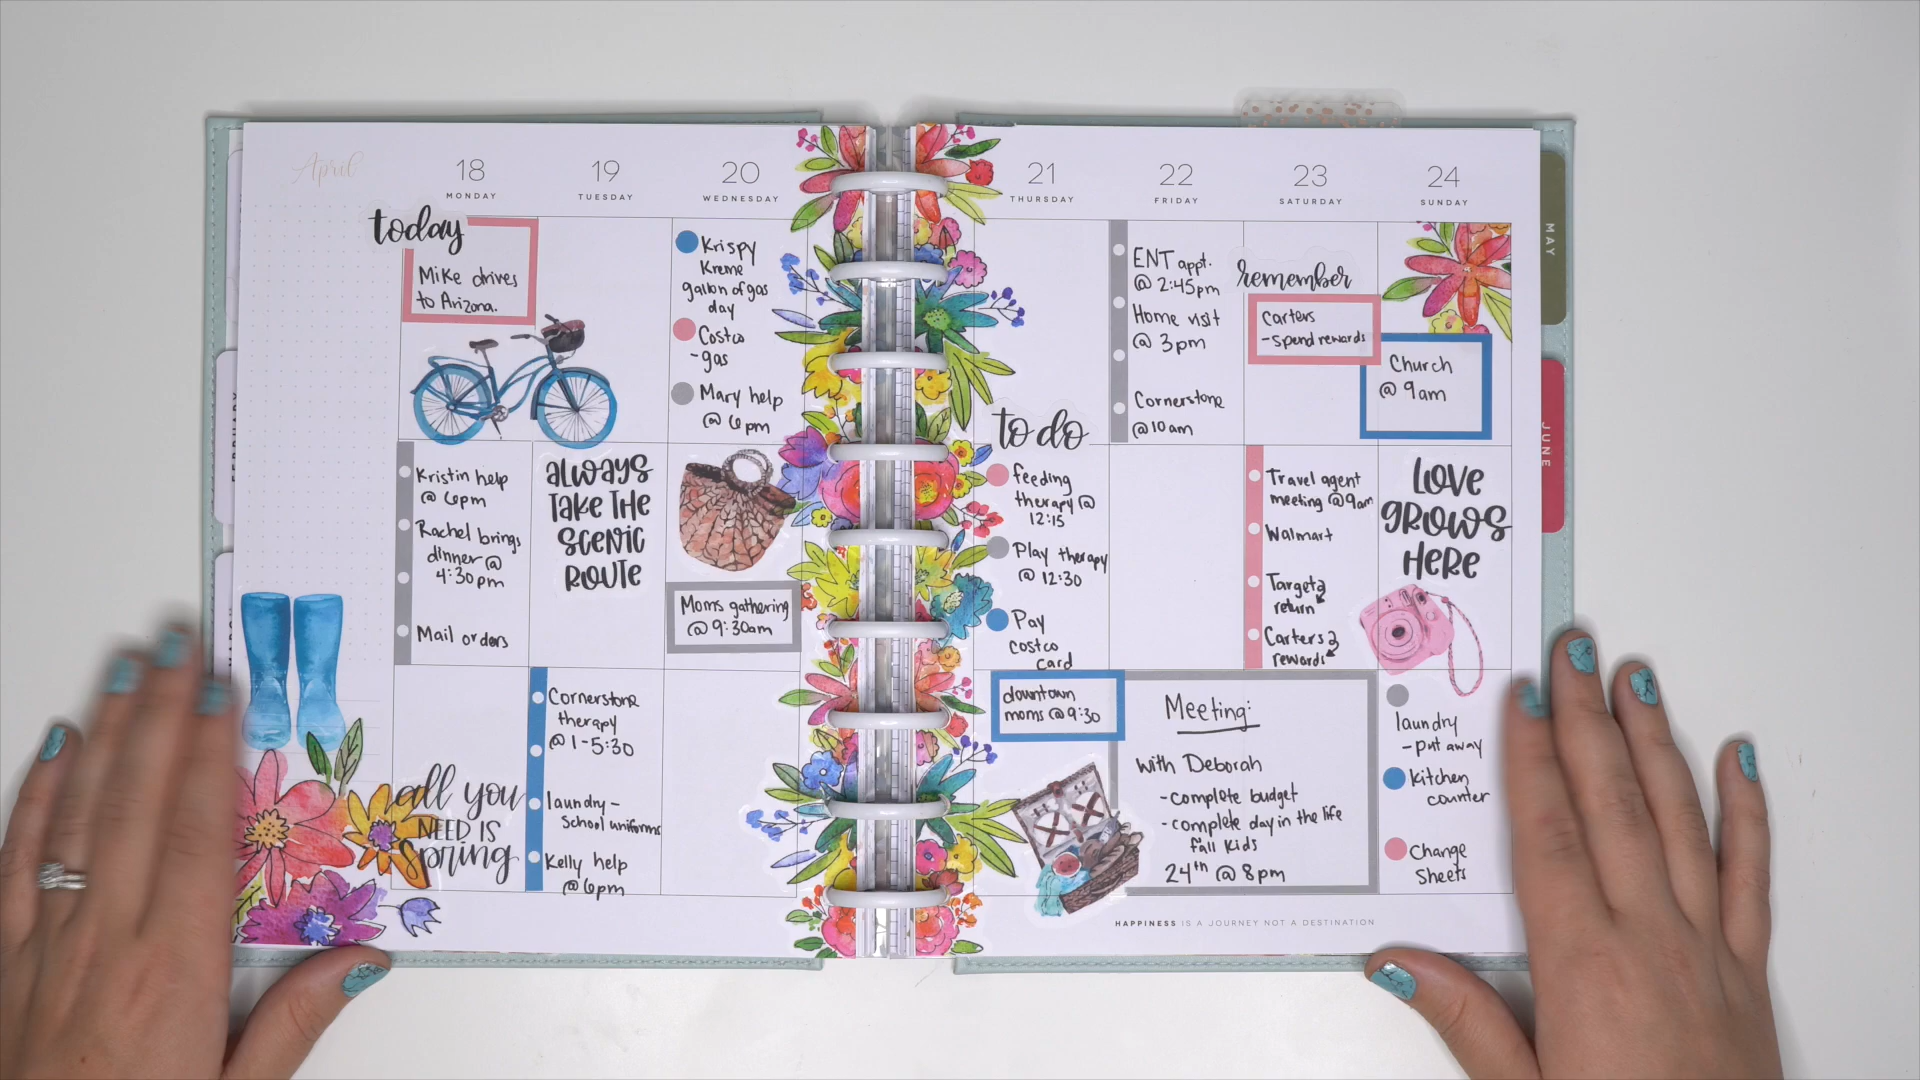 April
18
MONDAY
19
TUESDAY
20
WEDNESDAY
today
Mike drives
to Arizona.
Krispy
Kreme
gallon of gas
day
Costco
-gas
Mary help
@ 6pm
Kristin help
@ 6pm
Rachel brings
dinner @
4:30pm
Mail orders
ALWAYS
TAKE THE
SCENIC
ROUTE
Moms gathering
@ 9:30am
all you
NEED IS
Spring
Cornerstone
therapy
@ 1-5:30
laundry-
School uniforms
Kelly help
@ 6pm
FEBRUARY
MARCH
21
THURSDAY
22
FRIDAY
23
SATURDAY
24
SUNDAY
ENT appt.
@ 2:45pm
Home visit
@ 3pm
Cornerstone
@ 10am
remember
Carters
-spend rewards
Church
@ 9am
to do
feeding
therapy @
12:15
Play therapy
@ 12:30
Pay
costco
card
Travel agent
meeting @ 9am
Walmart
Target
return
Carters
rewards
LOVE
GROWS
HERE
downtown
moms @ 9:30
Meeting:
with Deborah
-complete budget
-complete day in the life
fall kids
24th @ 8pm
laundry
-put away
kitchen
counter
Change
Sheets
HAPPINESS IS A JOURNEY NOT A DESTINATION
MAY
JUNE